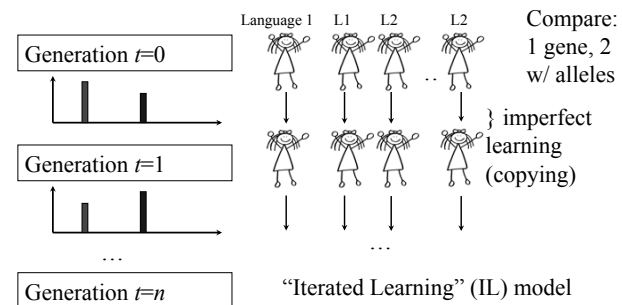 Language 1 L1 L2 L2
Compare:
1 gene, 2
w/ alleles
Generation t=0
‥
} imperfect
learning
(copying)
Generation t=1
…
…
Generation t=n
“Iterated Learning” (IL) model